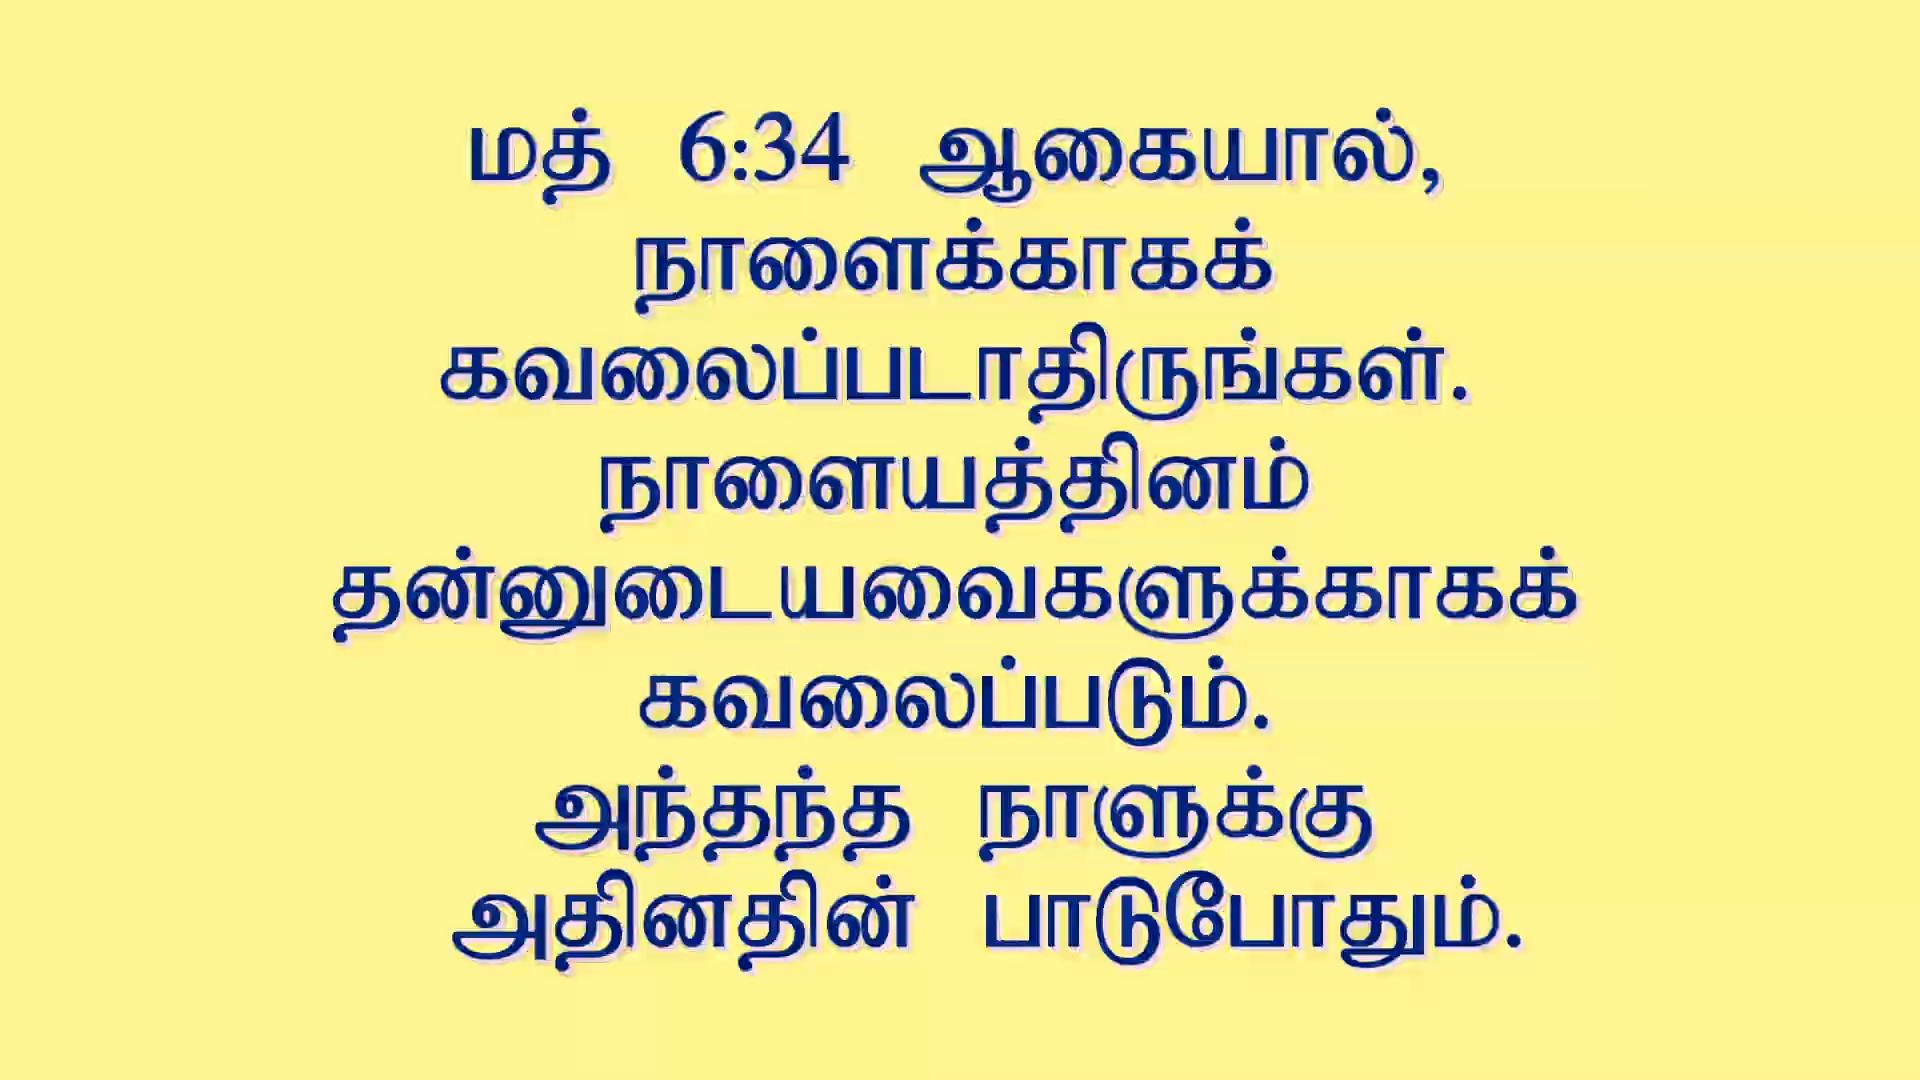 மத் 6:34 ஆகையால்,
நாளைக்காகக்
கவலைப்படாதிருங்கள்.
நாளையத்தினம்
தன்னுடையவைகளுக்காகக்
கவலைப்படும்.
அந்தந்த நாளுக்கு
அதினதின் பாடுபோதும்.